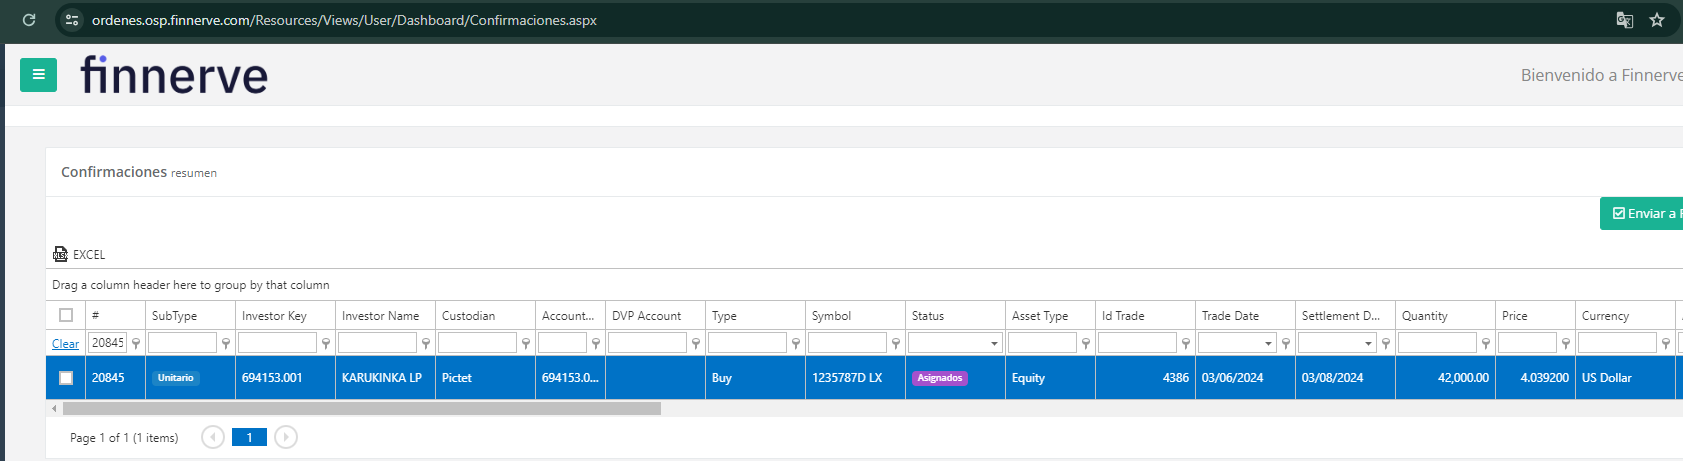 ordenes.osp.finnerve.com/Resources/Views/User/Dashboard/Confirmaciones.aspx
finnerve
Bienvenido a Finnerve
Confirmaciones resumen
Enviar a
EXCEL
Drag a column header here to group by that column
# SubType Investor Key Investor Name Custodian Account... DVP Account Type Symbol Status Asset Type Id Trade Trade Date Settlement D... Quantity Price Currency
Clear 20845
20845 Unitario 694153.001 KARUKINKA LP Pictet 694153.0... Buy 1235787D LX Asignados Equity 4386 03/06/2024 03/08/2024 42,000.00 4.039200 US Dollar
Page 1 of 1 (1 items) 1